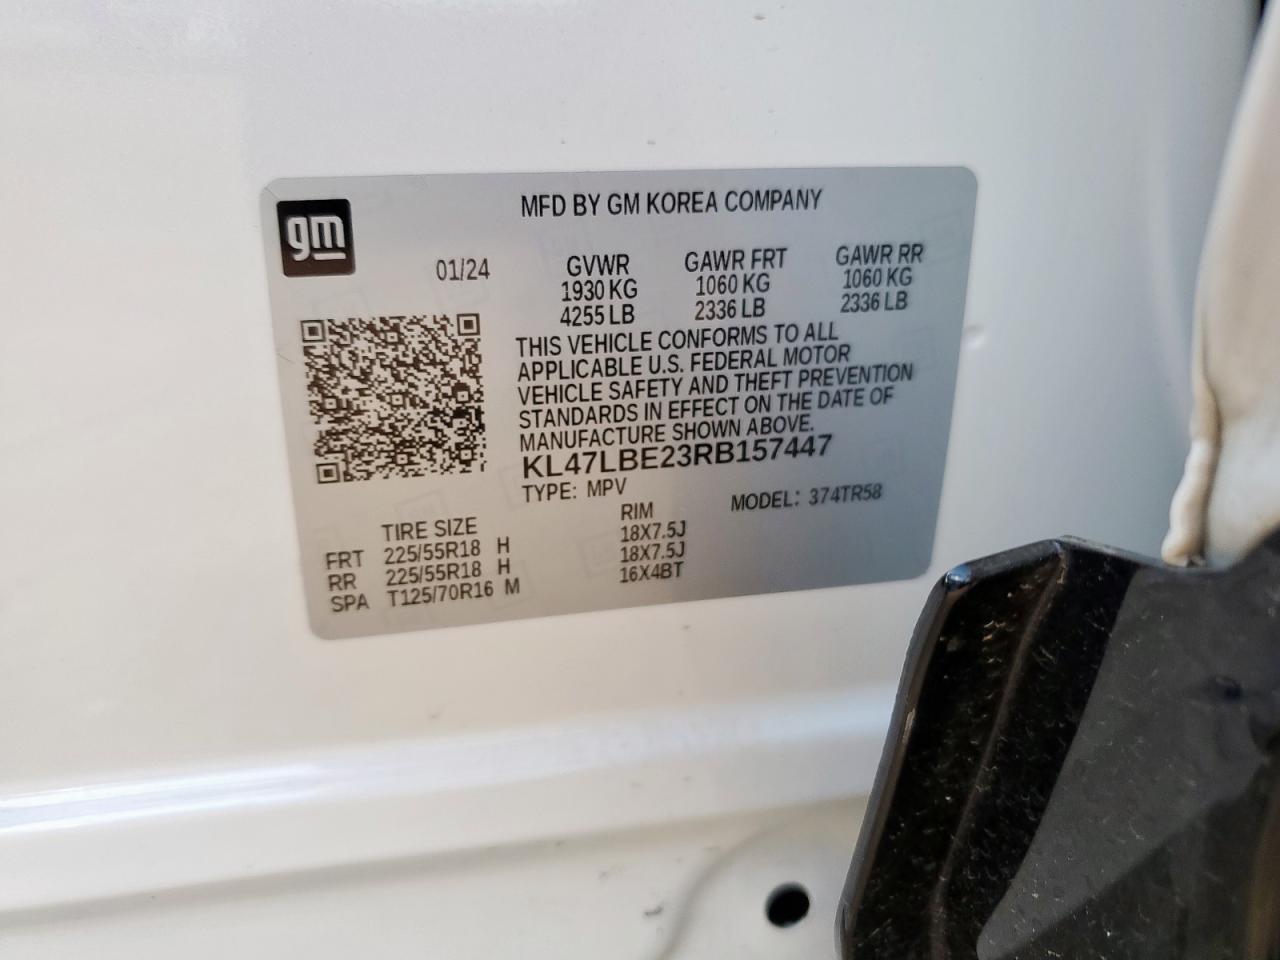 gm
MFD BY GM KOREA COMPANY
01/24
GVWR GAWR FRT GAWR RR
1930 KG 1060 KG 1060 KG
4255 LB 2336 LB 2336 LB
THIS VEHICLE CONFORMS TO ALL
APPLICABLE U.S. FEDERAL MOTOR
VEHICLE SAFETY AND THEFT PREVENTION
STANDARDS IN EFFECT ON THE DATE OF
MANUFACTURE SHOWN ABOVE.
KL47LBE23RB157447
TYPE: MPV MODEL: 374TR58
TIRE SIZE RIM
FRT 225/55R18 H 18X7.5J
RR 225/55R18 H 18X7.5J
SPA T125/70R16 M 16X4BT